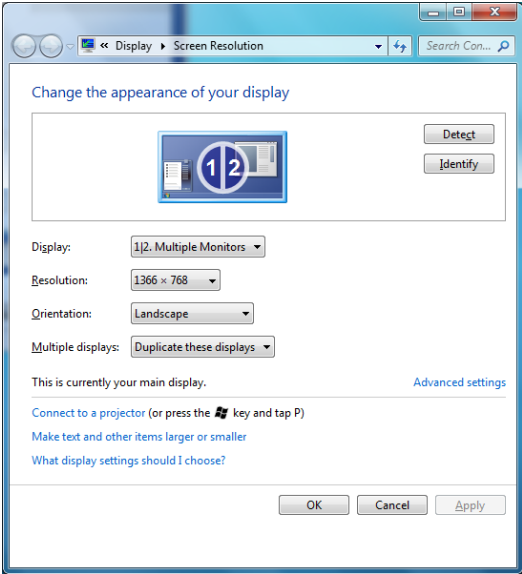 « Display ▸ Screen Resolution
Search Con...
Change the appearance of your display
1 2
Detect
Identify
Display: 1|2. Multiple Monitors
Resolution: 1366 × 768
Orientation: Landscape
Multiple displays: Duplicate these displays
This is currently your main display.
Advanced settings
Connect to a projector (or press the key and tap P)
Make text and other items larger or smaller
What display settings should I choose?
OK Cancel Apply